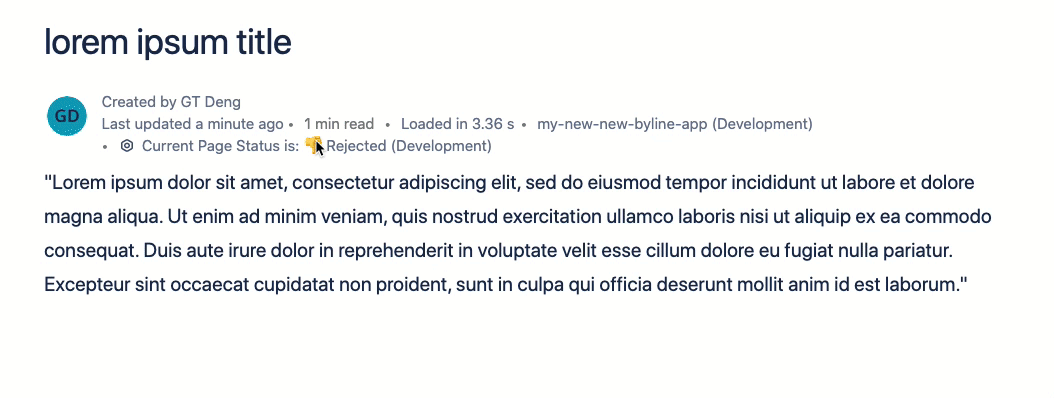 lorem ipsum title
GD
Created by GT Deng
Last updated a minute ago • 1 min read • Loaded in 3.36 s • my-new-new-byline-app (Development)
• Current Page Status is: 👎 Rejected (Development)
"Lorem ipsum dolor sit amet, consectetur adipiscing elit, sed do eiusmod tempor incididunt ut labore et dolore
magna aliqua. Ut enim ad minim veniam, quis nostrud exercitation ullamco laboris nisi ut aliquip ex ea commodo
consequat. Duis aute irure dolor in reprehenderit in voluptate velit esse cillum dolore eu fugiat nulla pariatur.
Excepteur sint occaecat cupidatat non proident, sunt in culpa qui officia deserunt mollit anim id est laborum."